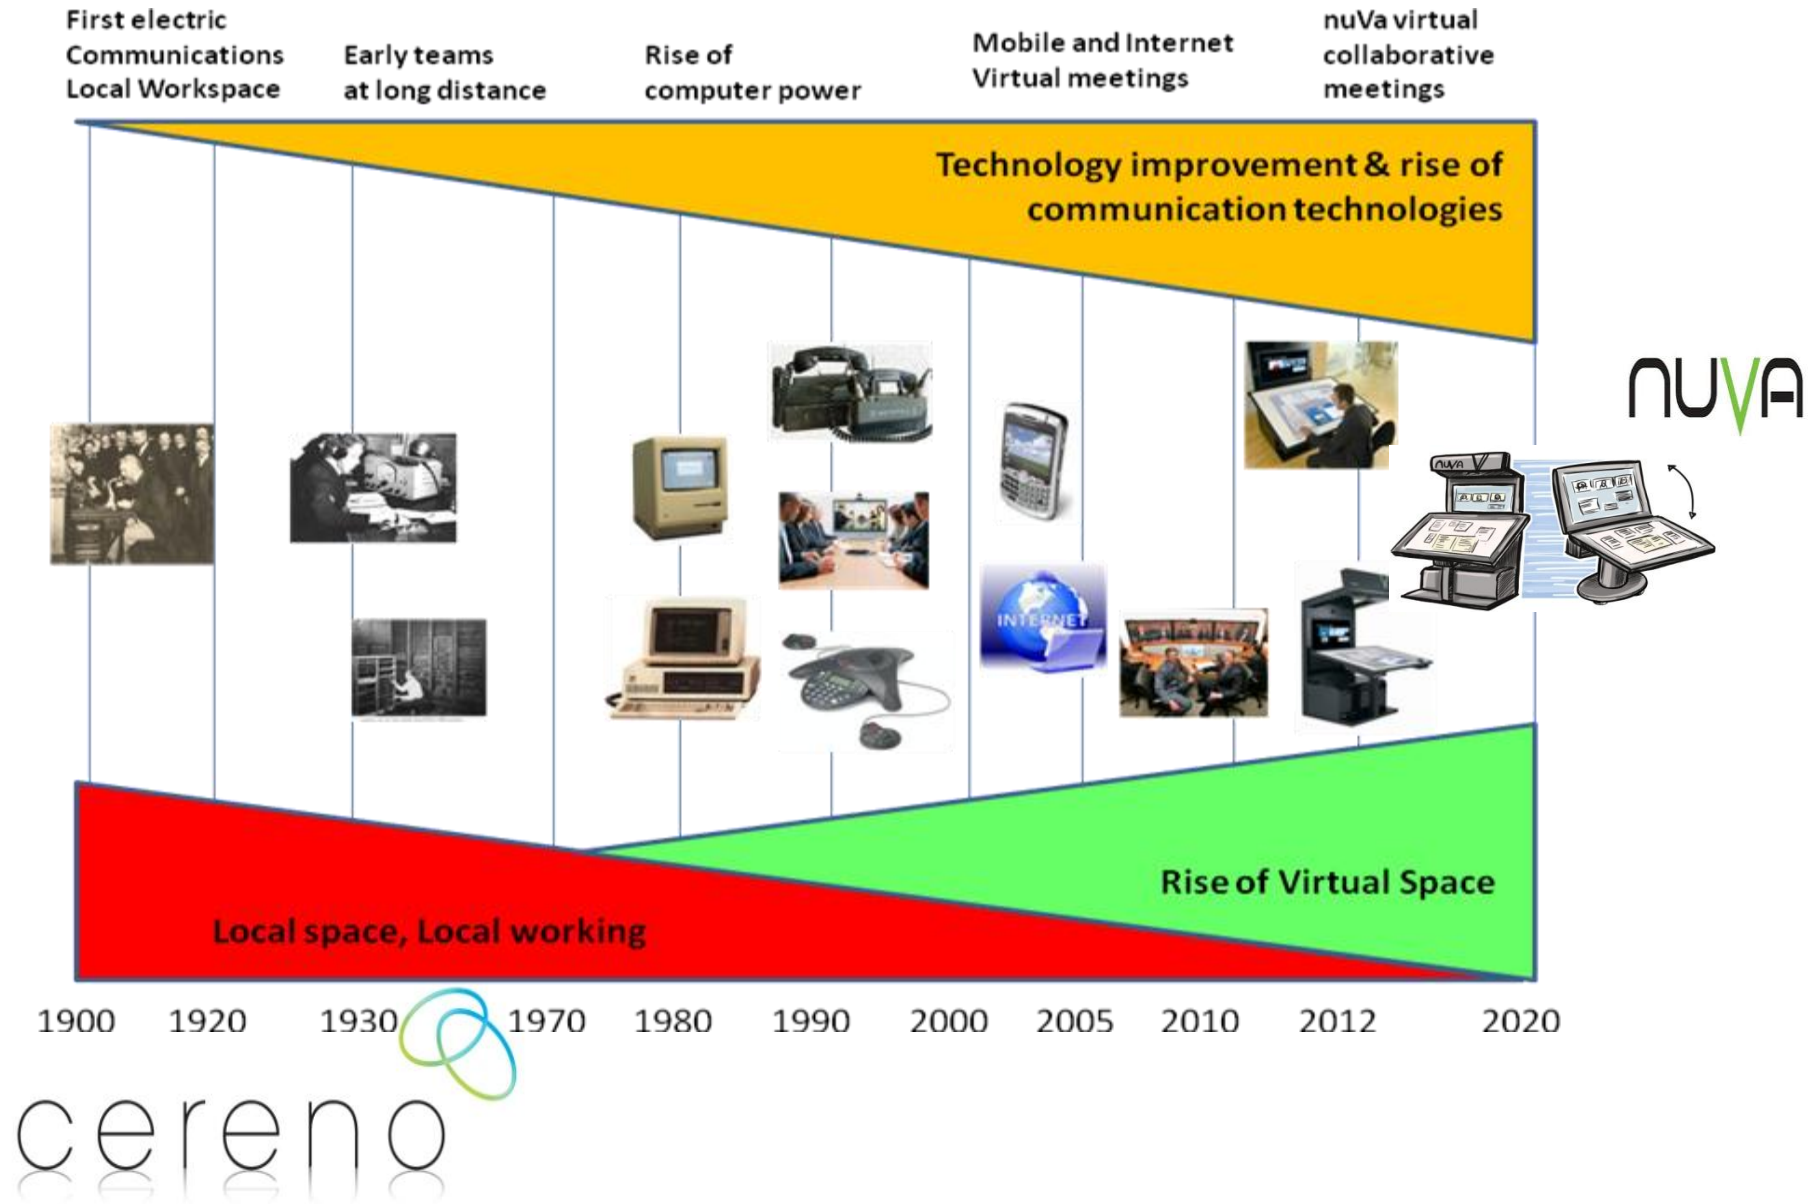 First electric
Communications
Local Workspace
Early teams
at long distance
Rise of
computer power
Mobile and Internet
Virtual meetings
nuVa virtual
collaborative
meetings
Technology improvement & rise of
communication technologies
nuVA
nuVA
INTERNET
Rise of Virtual Space
Local space, Local working
1900 1920 1930 1970 1980 1990 2000 2005 2010 2012 2020
cereno